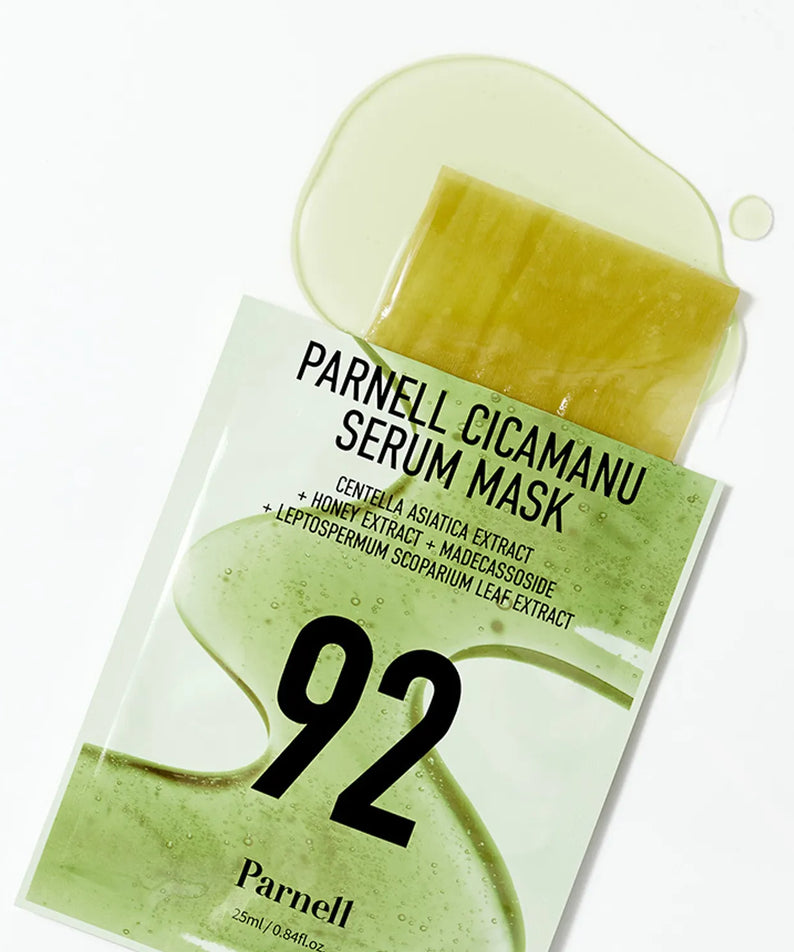 PARNELL CICAMANU
SERUM MASK
CENTELLA ASIATICA EXTRACT
+ HONEY EXTRACT + MADECASSOSIDE
+ LEPTOSPERMUM SCOPARIUM LEAF EXTRACT
92
Parnell
25ml / 0.84fl.oz